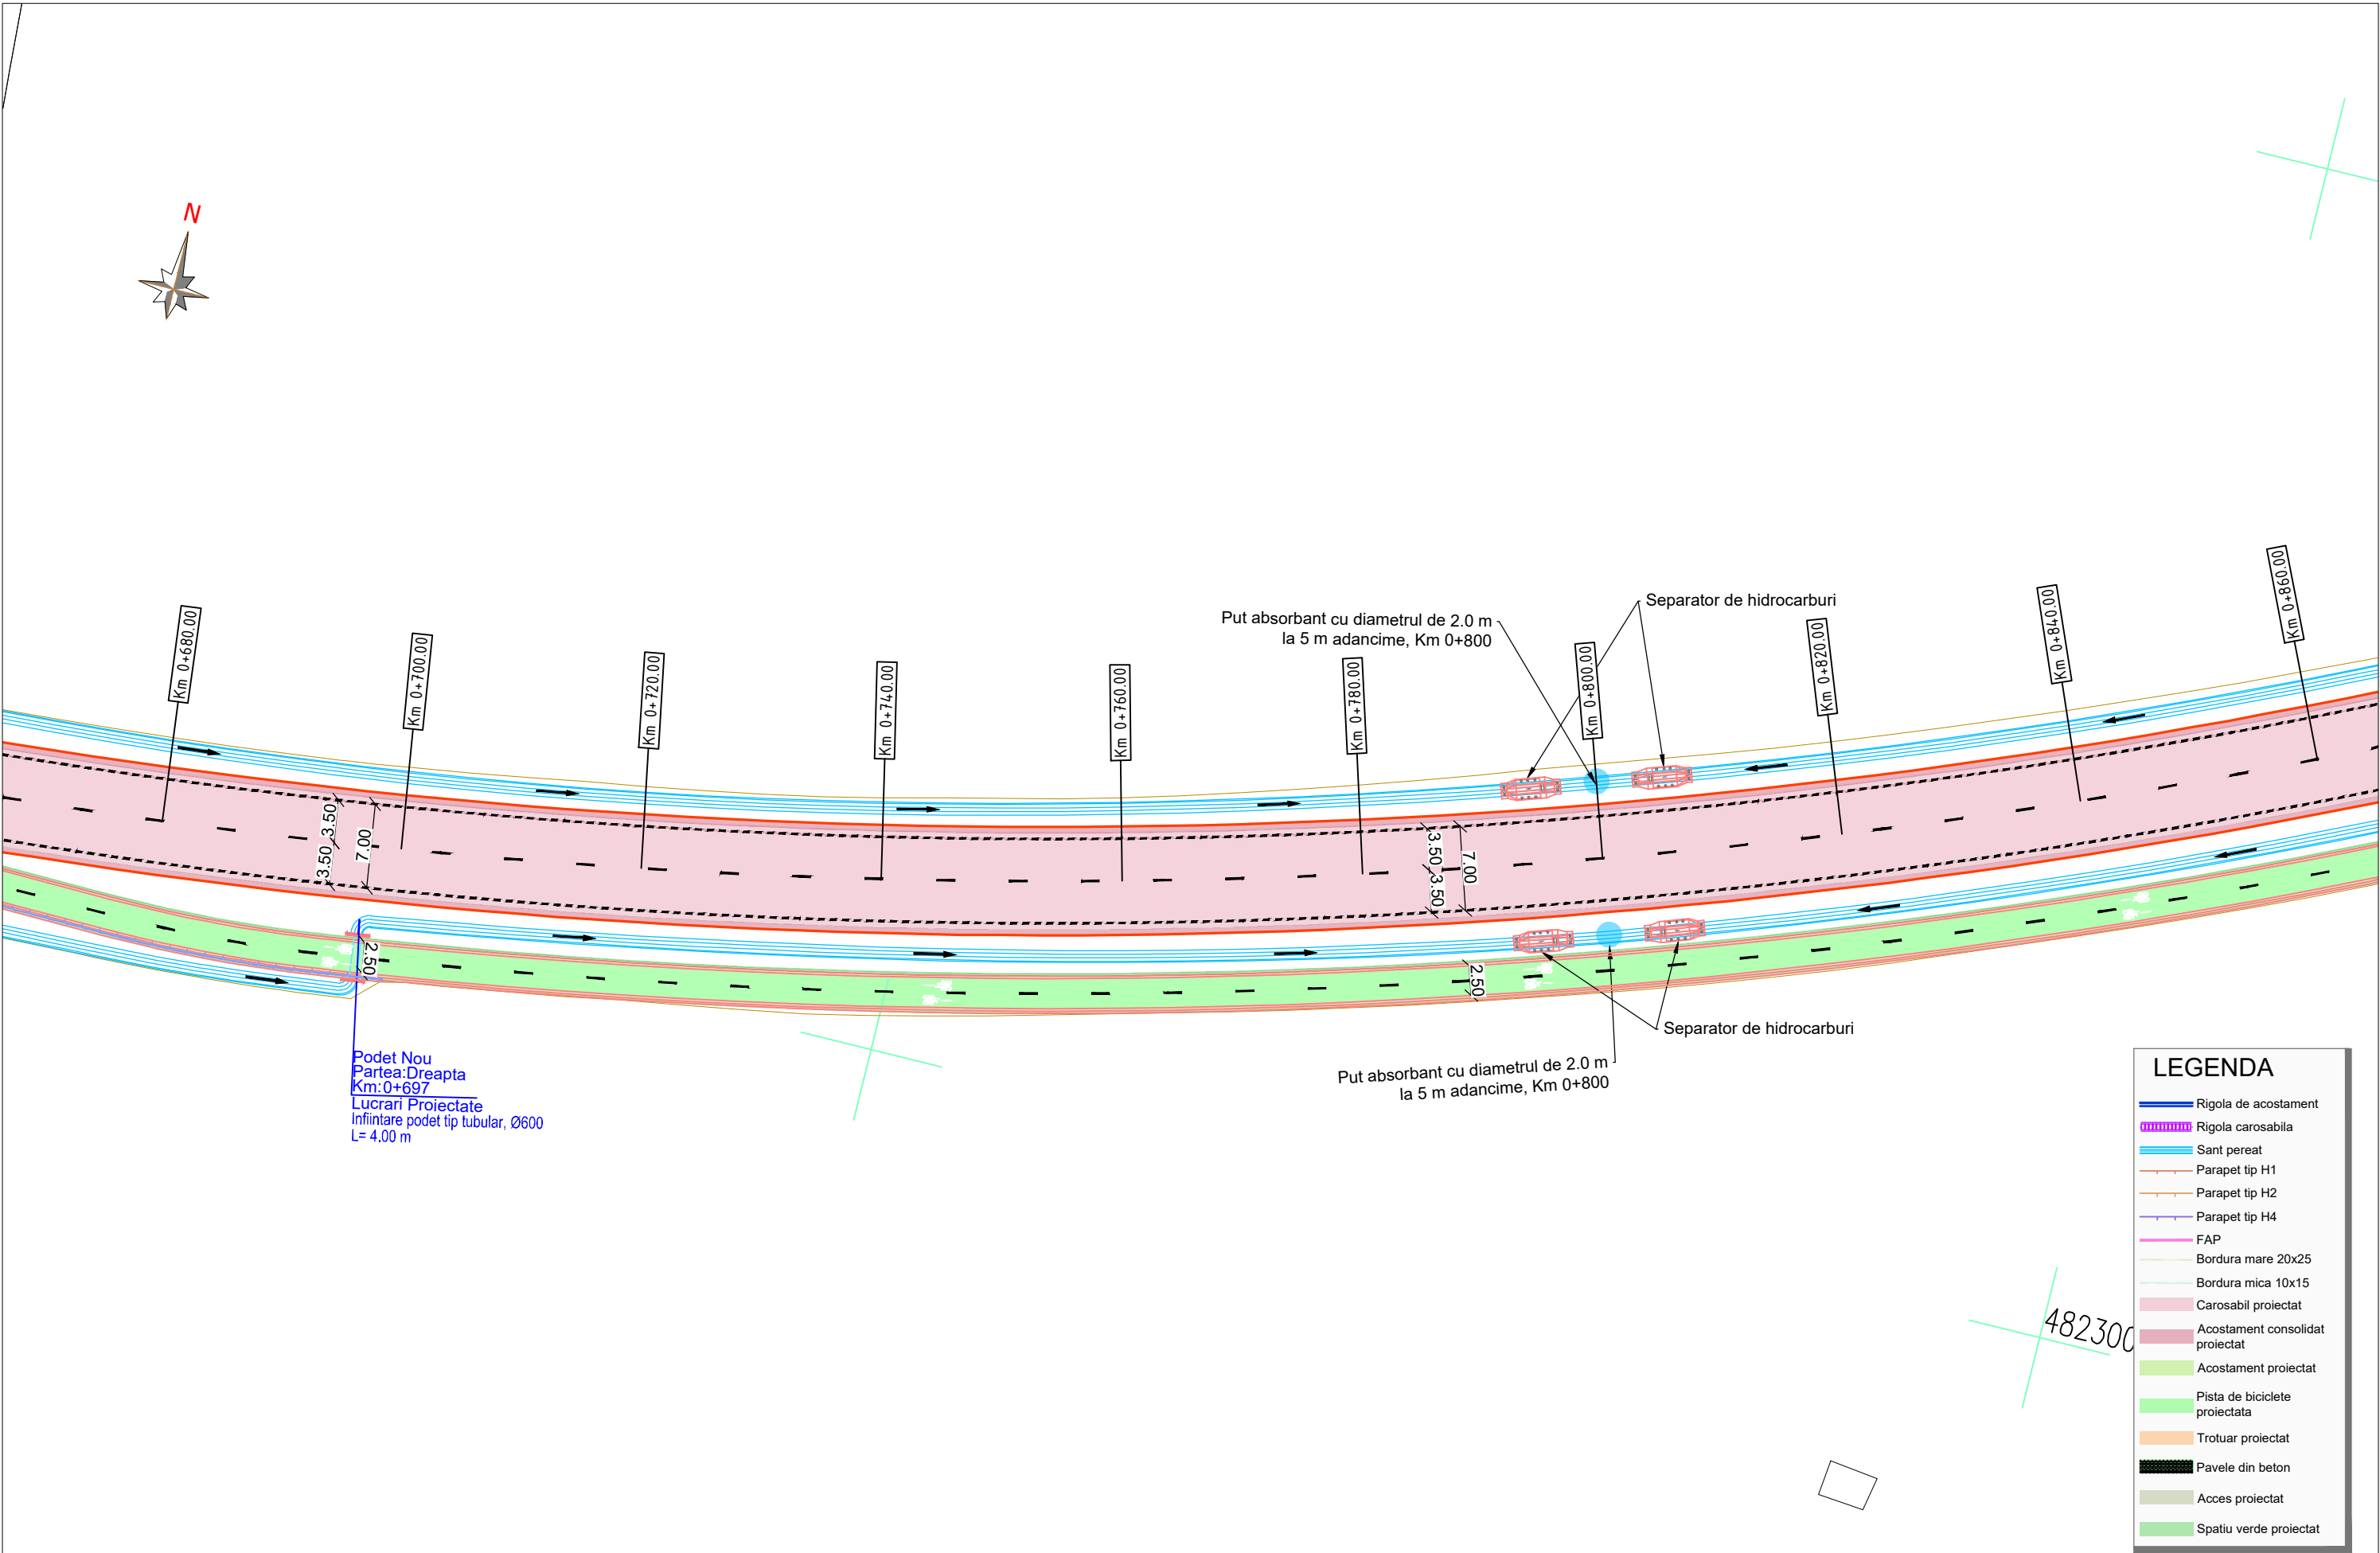 N
Km 0+680.00
Km 0+700.00
Km 0+720.00
Km 0+740.00
Km 0+760.00
Km 0+780.00
Km 0+800.00
Km 0+820.00
Km 0+840.00
Km 0+860.00
Put absorbant cu diametrul de 2.0 m
la 5 m adancime, Km 0+800
Separator de hidrocarburi
3.50
3.50
7.00
3.50
3.50
7.00
2.50
2.50
Separator de hidrocarburi
Put absorbant cu diametrul de 2.0 m
la 5 m adancime, Km 0+800
Podet Nou
Partea:Dreapta
Km:0+697
Lucrari Proiectate
Infiintare podet tip tubular, Ø600
L= 4.00 m
482300
LEGENDA
Rigola de acostament
Rigola carosabila
Sant pereat
Parapet tip H1
Parapet tip H2
Parapet tip H4
FAP
Bordura mare 20x25
Bordura mica 10x15
Carosabil proiectat
Acostament consolidat
proiectat
Acostament proiectat
Pista de biciclete
proiectata
Trotuar proiectat
Pavele din beton
Acces proiectat
Spatiu verde proiectat